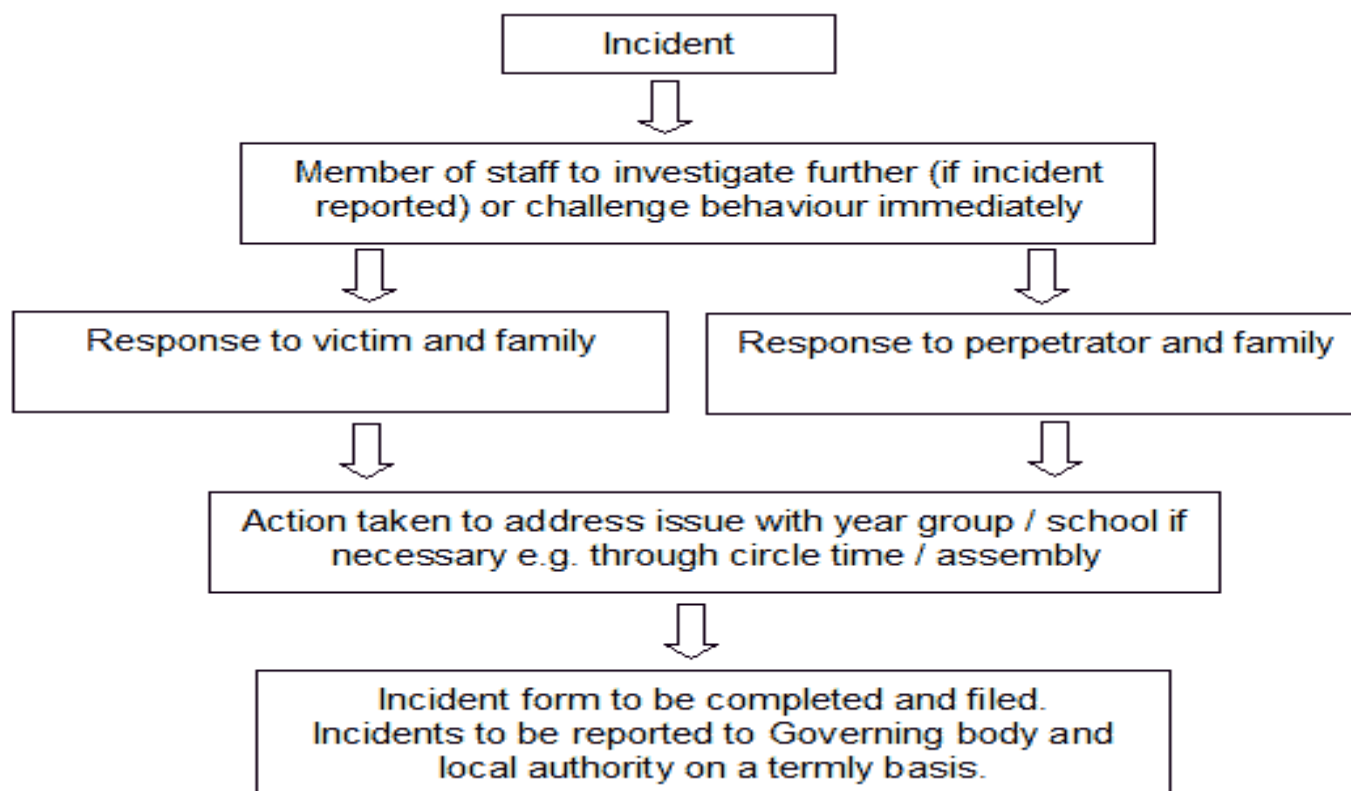 Incident
Member of staff to investigate further (if incident
reported) or challenge behaviour immediately
Response to victim and family
Response to perpetrator and family
Action taken to address issue with year group / school if
necessary e.g. through circle time / assembly
Incident form to be completed and filed.
Incidents to be reported to Governing body and
local authority on a termly basis.